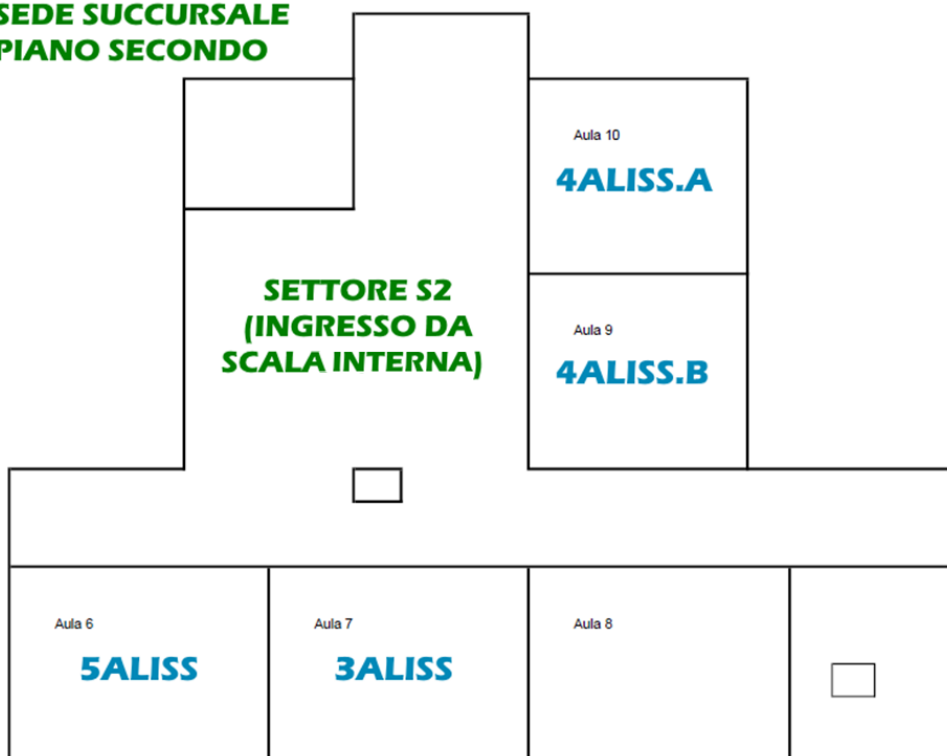 SEDE SUCCURSALE
PIANO SECONDO
Aula 10
4ALISS.A
SETTORE S2
(INGRESSO DA
SCALA INTERNA)
Aula 9
4ALISS.B
Aula 6
5ALISS
Aula 7
3ALISS
Aula 8